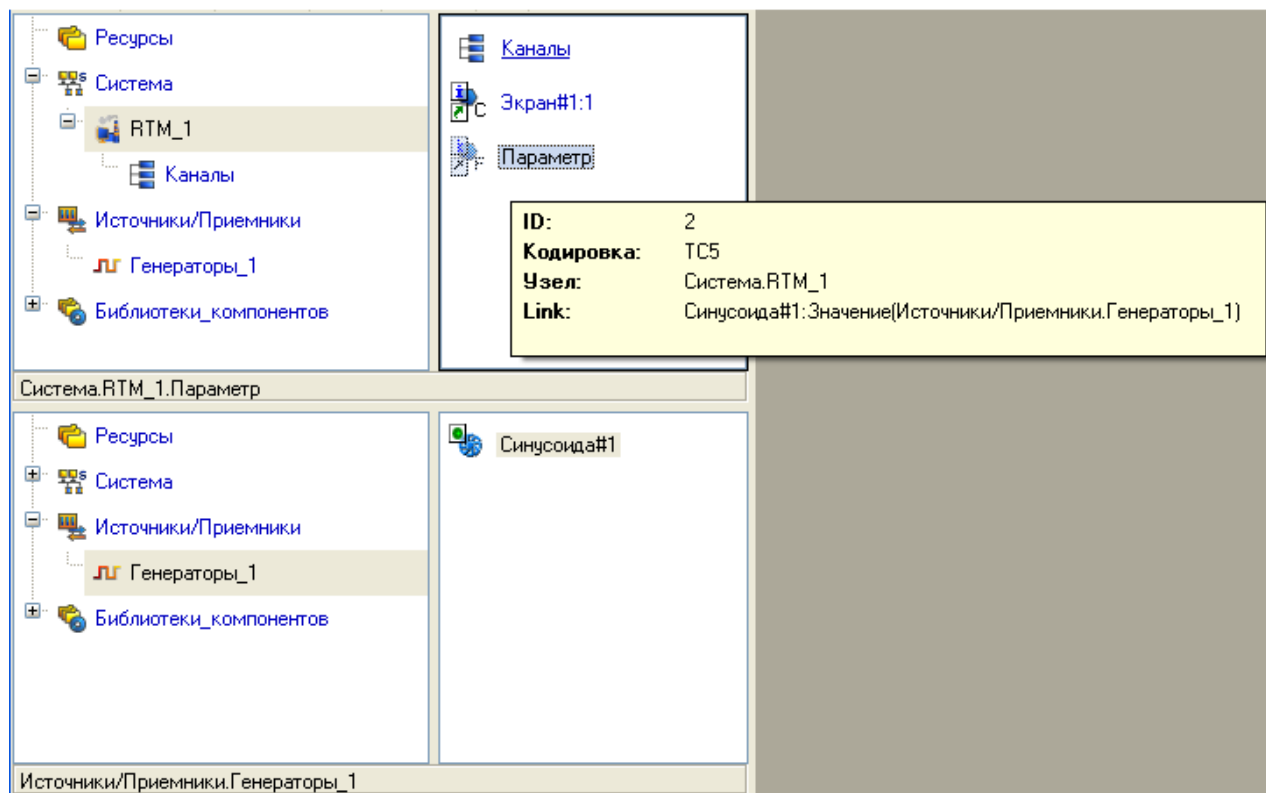 Ресурсы
Система
RTM_1
Каналы
Источники/Приемники
Генераторы_1
Библиотеки_компонентов
Каналы
Экран#1:1
Параметр
ID: 2
Кодировка: TC5
Узел: Система.RTM_1
Link: Синусоида#1:Значение(Источники/Приемники.Генераторы_1)
Система.RTM_1.Параметр
Ресурсы
Система
Источники/Приемники
Генераторы_1
Библиотеки_компонентов
Синусоида#1
Источники/Приемники.Генераторы_1